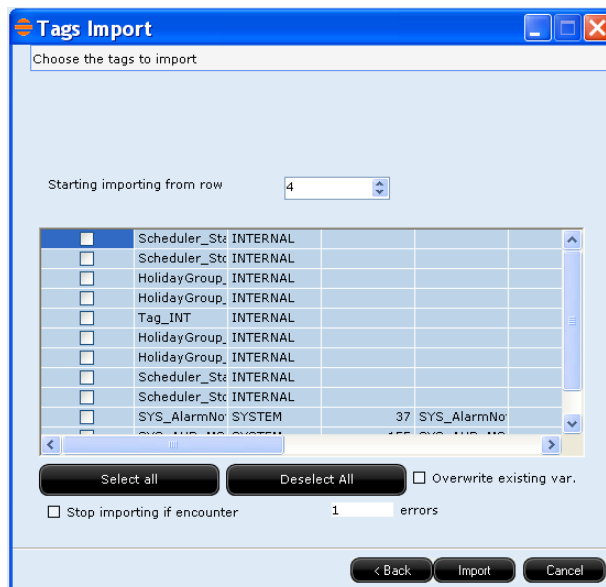 Tags Import
Choose the tags to import
Starting importing from row 4
Scheduler_Sta INTERNAL
Scheduler_Sto INTERNAL
HolidayGroup_ INTERNAL
HolidayGroup_ INTERNAL
Tag_INT INTERNAL
HolidayGroup_ INTERNAL
HolidayGroup_ INTERNAL
Scheduler_Sta INTERNAL
Scheduler_Sto INTERNAL
SYS_AlarmNo SYSTEM 37 SYS_AlarmNo
Select all Deselect All Overwrite existing var.
Stop importing if encounter 1 errors
< Back Import Cancel